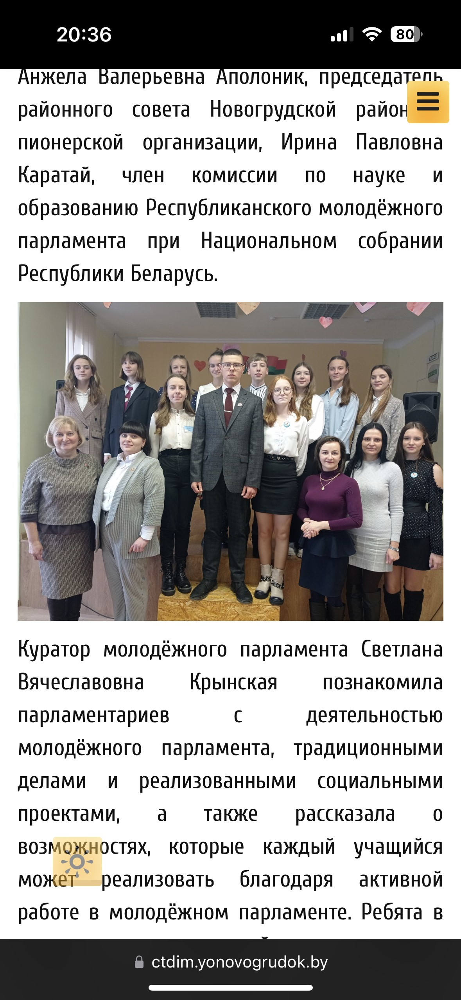 20:36
80
Анжела Валерьевна Аполоник, председатель
районного совета Новогрудской район
пионерской организации, Ирина Павловна
Каратай, член комиссии по науке и
образованию Республиканского молодёжного
парламента при Национальном собрании
Республики Беларусь.
Куратор молодёжного парламента Светлана
Вячеславовна Крынская познакомила
парламентариев с деятельностью
молодёжного парламента, традиционными
делами и реализованными социальными
проектами, а также рассказала о
возможностях, которые каждый учащийся
может реализовать благодаря активной
работе в молодёжном парламенте. Ребята в
ctdim.yonovogrudok.by